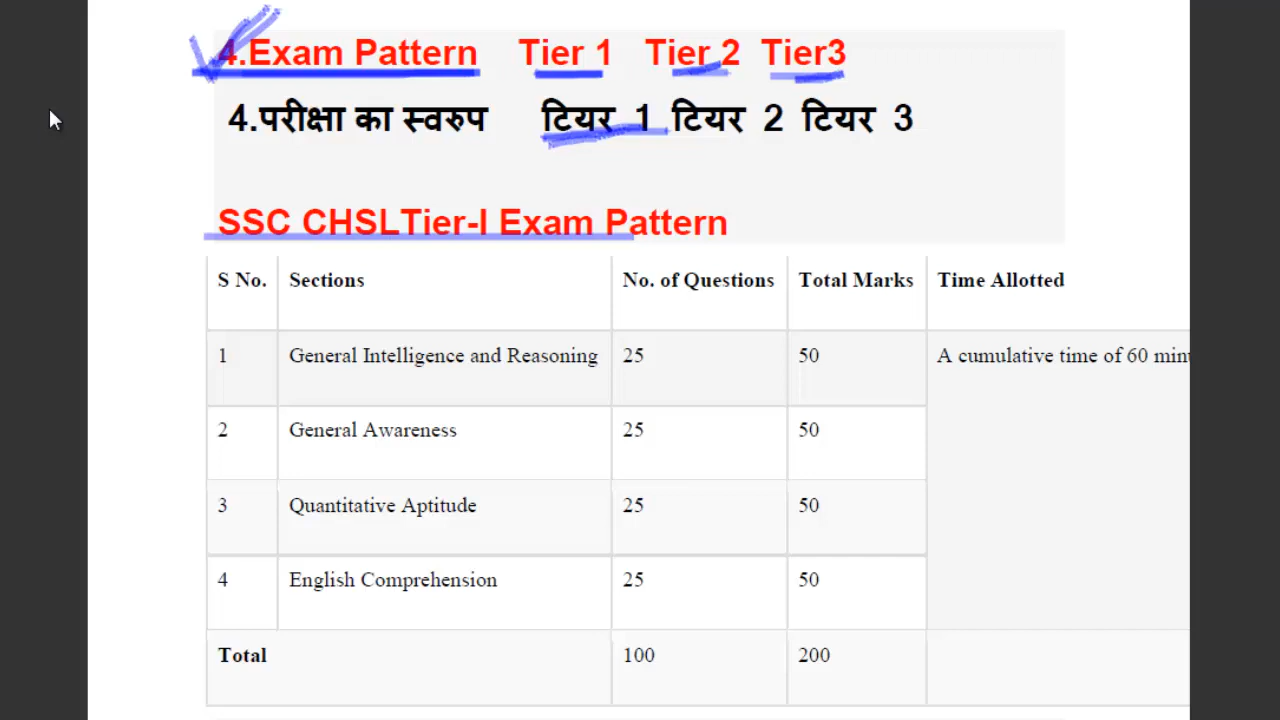 4.Exam Pattern Tier 1 Tier 2 Tier3
4.परीक्षा का स्वरुप टियर 1 टियर 2 टियर 3
SSC CHSLTier-I Exam Pattern
S No. Sections No. of Questions Total Marks Time Allotted
1 General Intelligence and Reasoning 25 50 A cumulative time of 60
2 General Awareness 25 50
3 Quantitative Aptitude 25 50
4 English Comprehension 25 50
Total 100 200